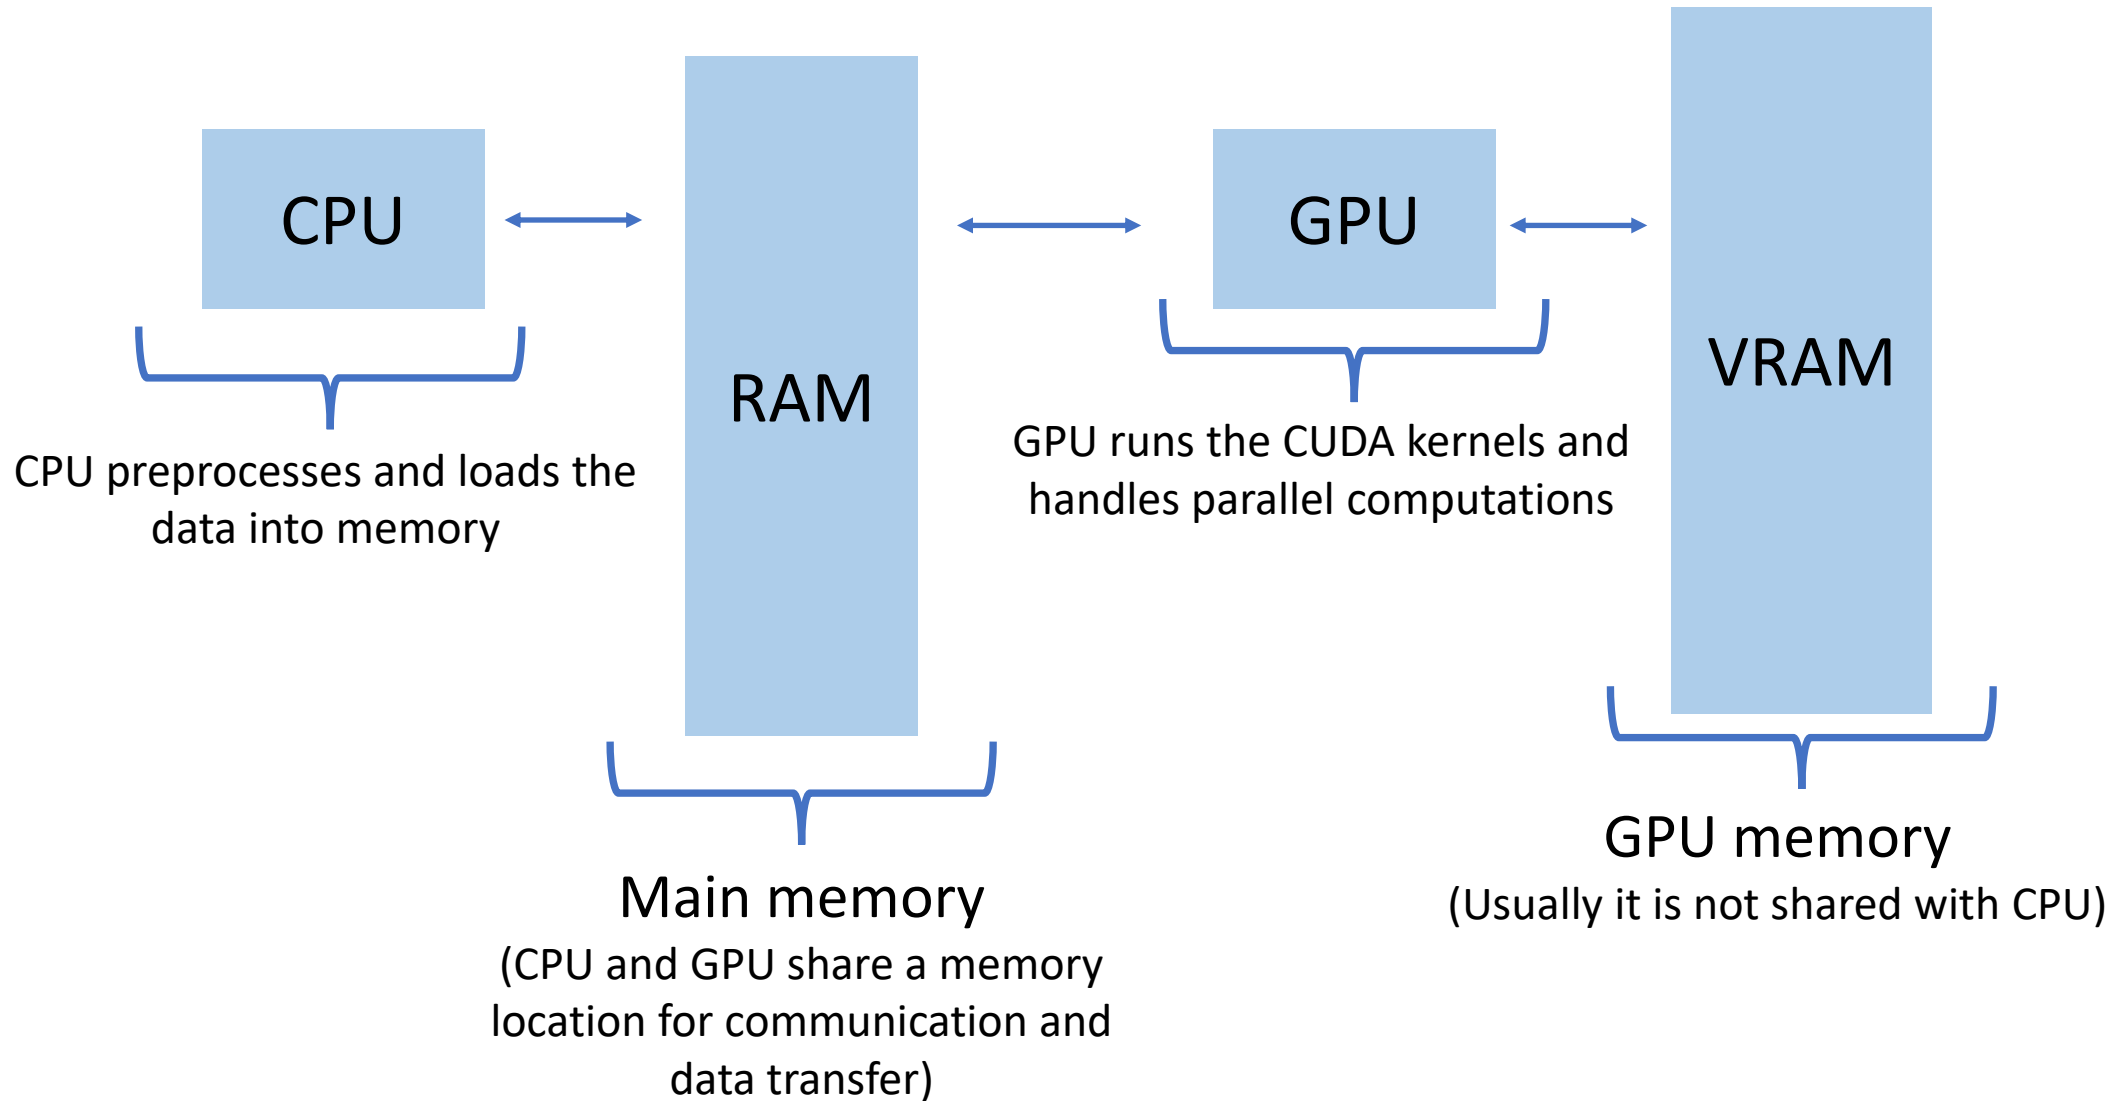 CPU
CPU preprocesses and loads the
data into memory
RAM
Main memory
(CPU and GPU share a memory
location for communication and
data transfer)
GPU
GPU runs the CUDA kernels and
handles parallel computations
VRAM
GPU memory
(Usually it is not shared with CPU)